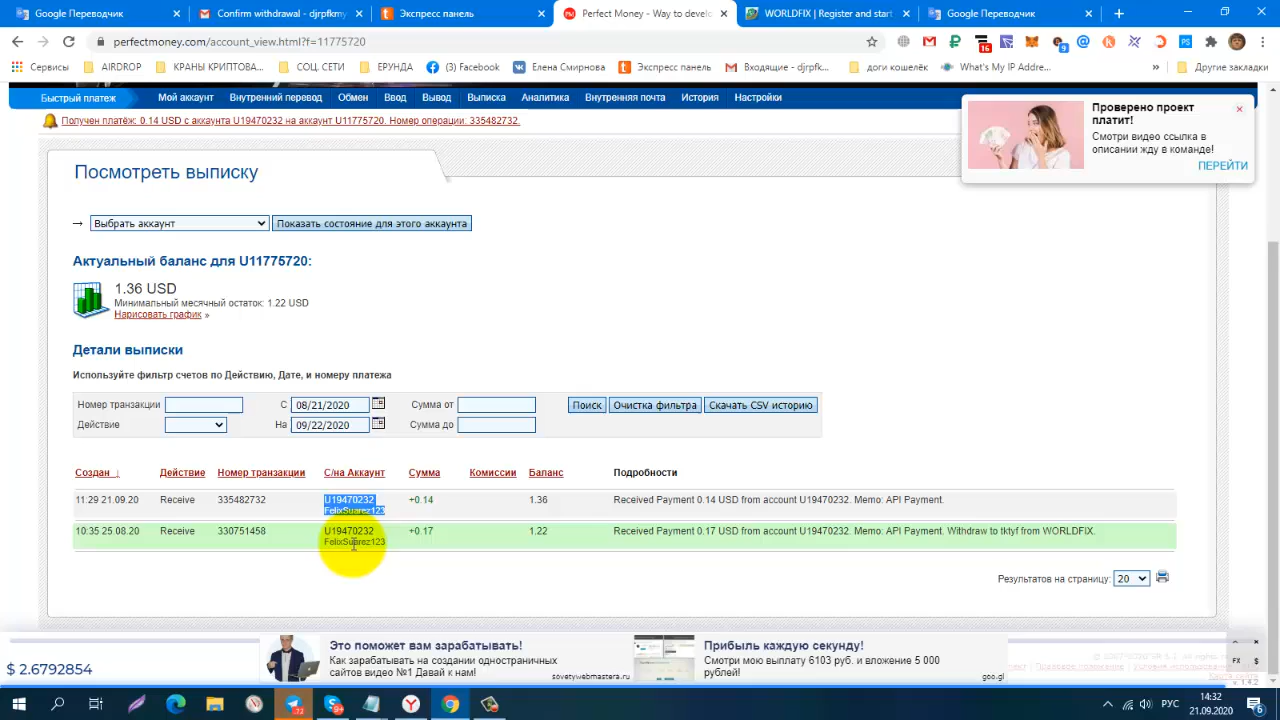 Google Переводчик
Confirm withdrawal - djrpfkmyz@
Экспресс панель
Perfect Money - Way to develo
WORLDFIX | Register and start
Google Переводчик
perfectmoney.com/account_view.html?f=11775720
16
9
Сервисы
AIRDROP
КРАНЫ КРИПТОВА...
СОЦ. СЕТИ
ЕРУНДА
(3) Facebook
Елена Смирнова
Экспресс панель
Входящие - djrpfk...
доги кошелёк
What's My IP Addre...
»
Другие закладки
Быстрый платеж
Мой аккаунт
Внутренний перевод
Обмен
Ввод
Вывод
Выписка
Аналитика
Внутренняя почта
История
Настройки
Получен платёж: 0.14 USD с аккаунта U19470232 на аккаунт U11775720. Номер операции: 335482732.
Проверено проект
платит!
Смотри видео ссылка в
описании жду в команде!
ПЕРЕЙТИ
Посмотреть выписку
Выбрать аккаунт
Показать состояние для этого аккаунта
Актуальный баланс для U11775720:
1.36 USD
Минимальный месячный остаток: 1.22 USD
Нарисовать график »
Детали выписки
Используйте фильтр счетов по Действию, Дате, и номеру платежа
Номер транзакции
С 08/21/2020
Сумма от
Поиск
Очистка фильтра
Скачать CSV историю
Действие
На 09/22/2020
Сумма до
Создан ↓ Действие Номер транзакции С/на Аккаунт Сумма Комиссии Баланс Подробности
11:29 21.09.20 Receive 335482732 U19470232 +0.14 1.36 Received Payment 0.14 USD from account U19470232. Memo: API Payment.
FelixSuarez123
10:35 25.08.20 Receive 330751458 U19470232 +0.17 1.22 Received Payment 0.17 USD from account U19470232. Memo: API Payment. Withdraw to tktyf from WORLDFiX.
FelixSuarez123
Результатов на страницу: 20
$ 2.6792854
Это поможет вам зарабатывать!
Как зарабатывать на создании одностраничных
сайтов видео №1 Давай к нам!
sovetywebmastera.ru
Прибыль каждую секунду!
Смотри мою выплату 6103 руб. и вложение 5 000
рублей!
goo.gl
FX $
72
9+
РУС
14:32
21.09.2020
6